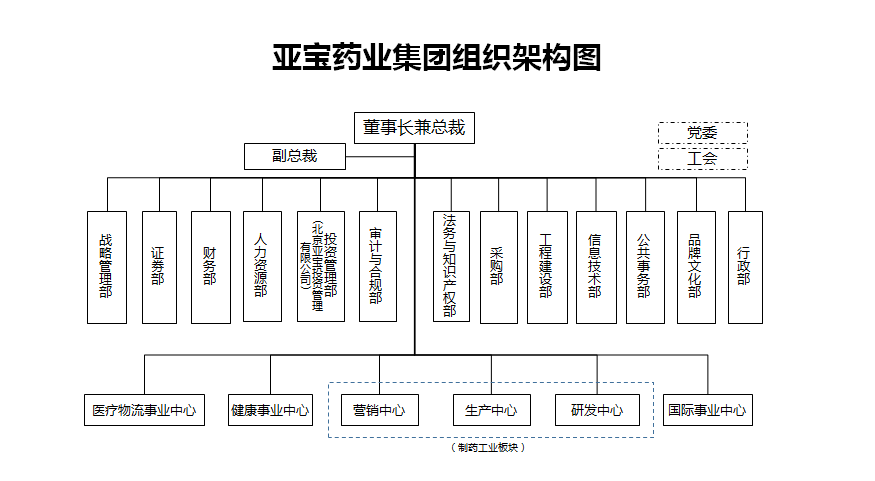 亚宝药业集团组织架构图
董事长兼总裁
党委
副总裁
工会
战略管理部
证券部
财务部
人力资源部
投资管理部
（北京亚宝投资管理
有限公司）
审计与合规部
法务与知识产权部
采购部
工程建设部
信息技术部
公共事务部
品牌文化部
行政部
医疗物流事业中心
健康事业中心
营销中心
生产中心
研发中心
国际事业中心
（制药工业板块）